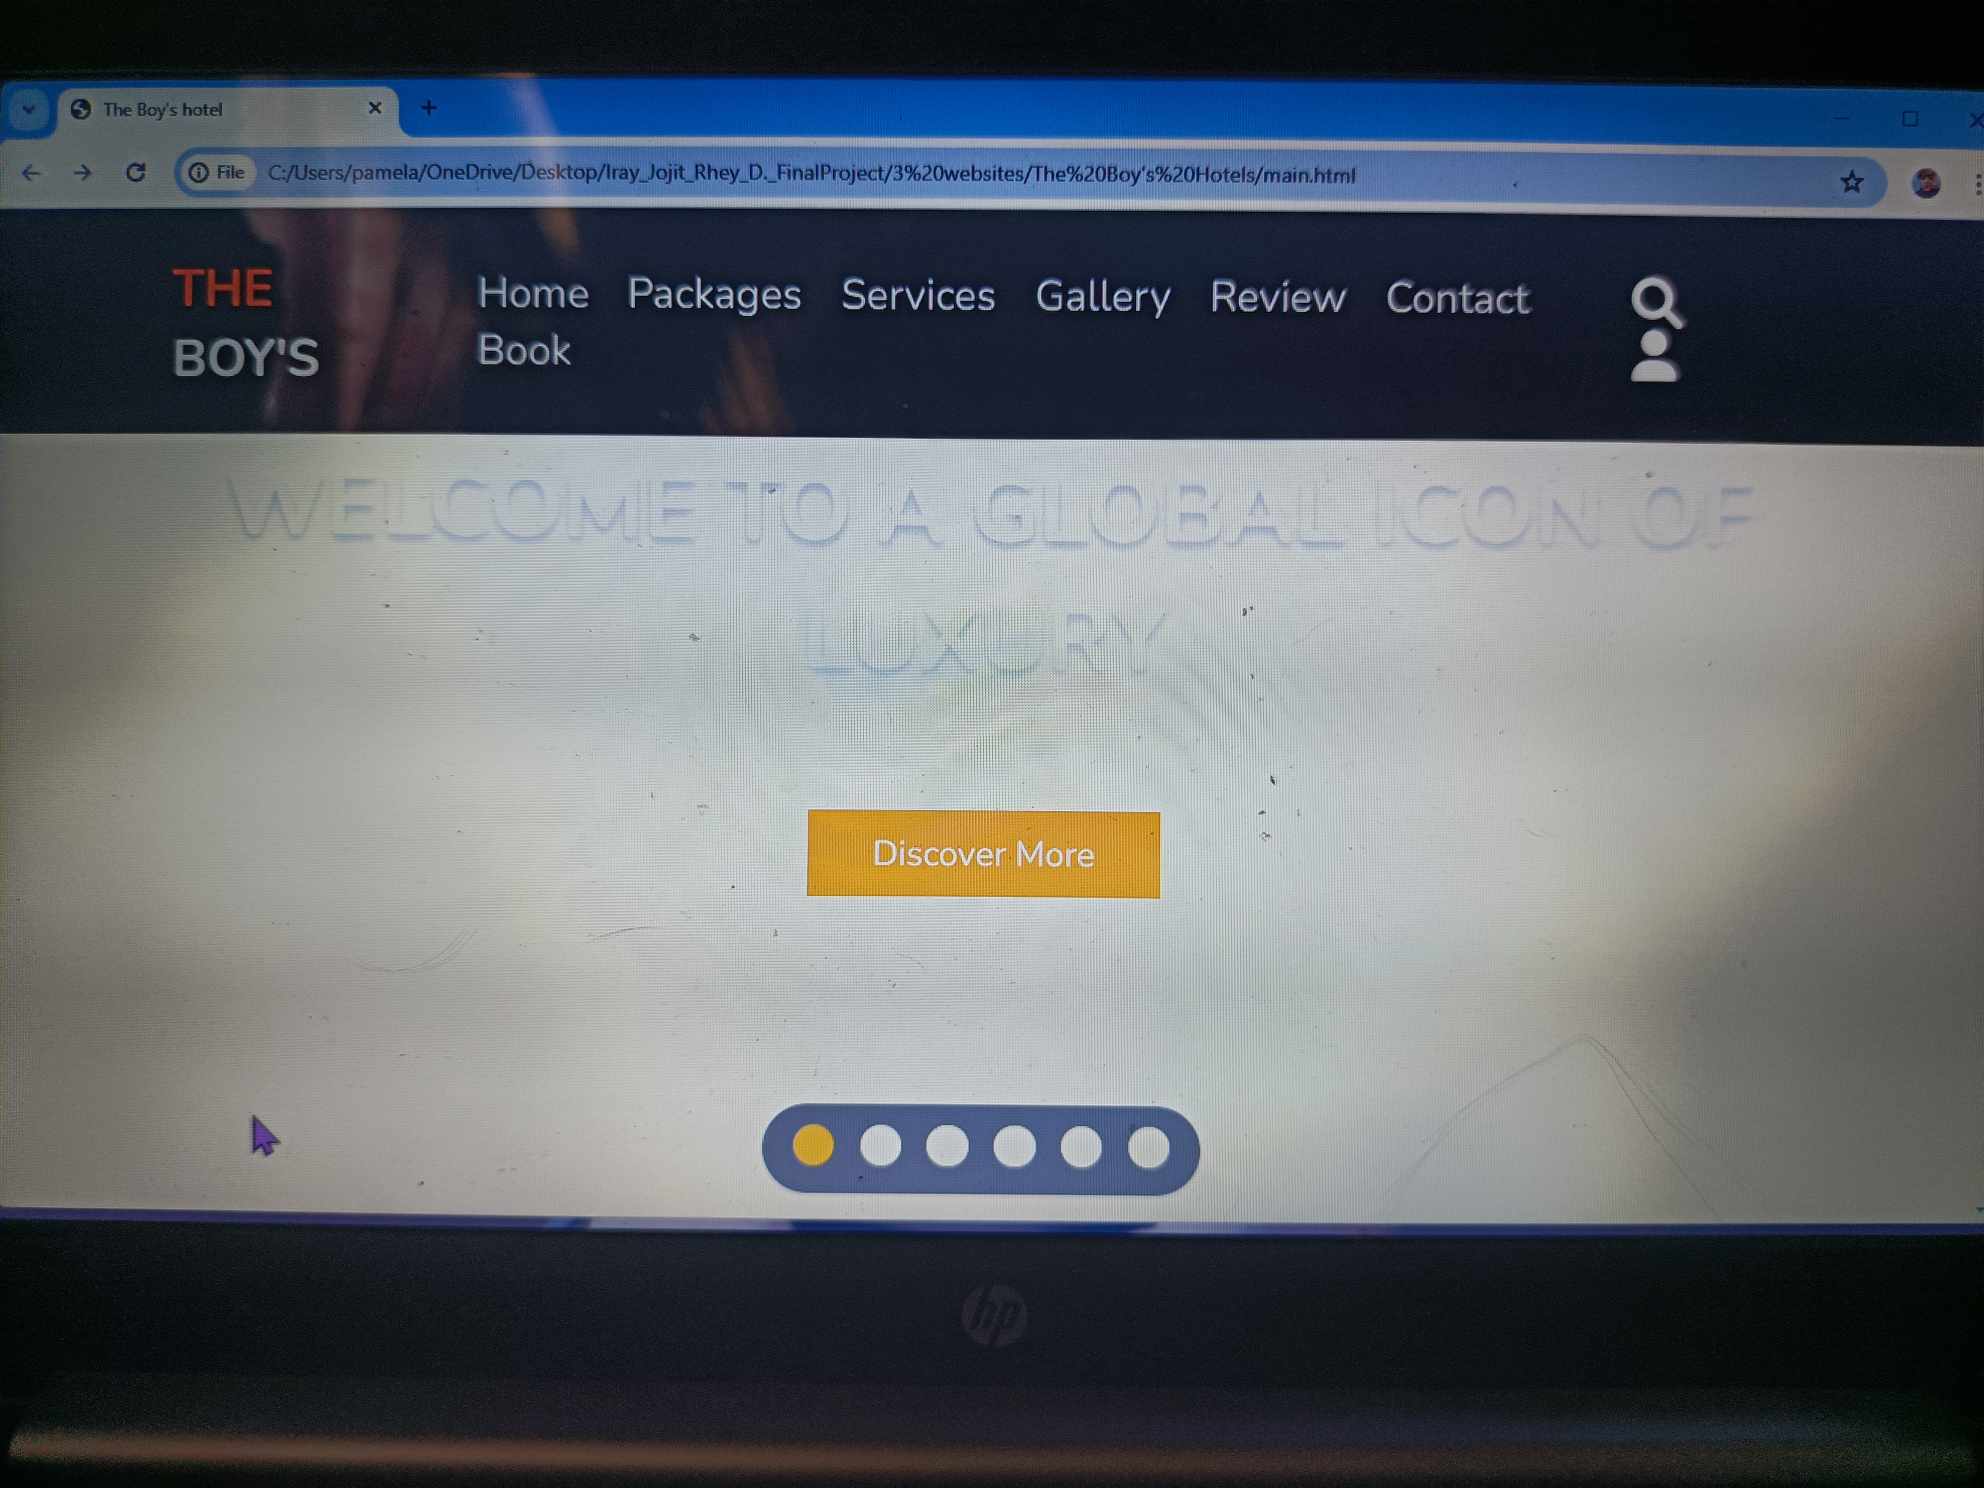 The Boy's hotel
File C:/Users/pamela/OneDrive/Desktop/Iray_Jojit_Rhey_D._FinalProject/3%20websites/The%20Boy's%20Hotels/main.html
THE
BOY'S
Home Packages Services Gallery Review Contact
Book
WELCOME TO A GLOBAL ICON OF
LUXURY
Discover More
hp